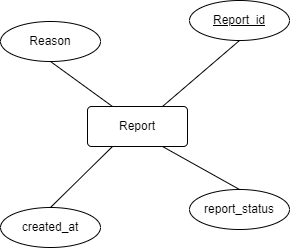 Report_id
Reason
Report
report_status
created_at